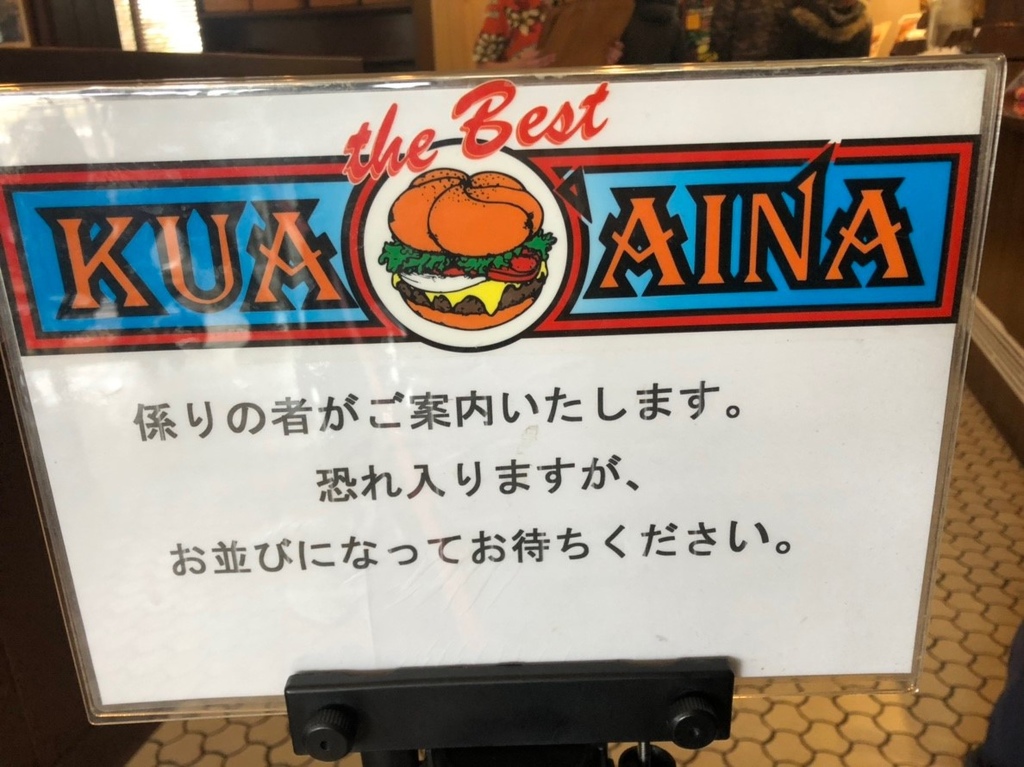 the Best
KUA 'AINA
係りの者がご案内いたします。
恐れ入りますが、
お並びになってお待ちください。